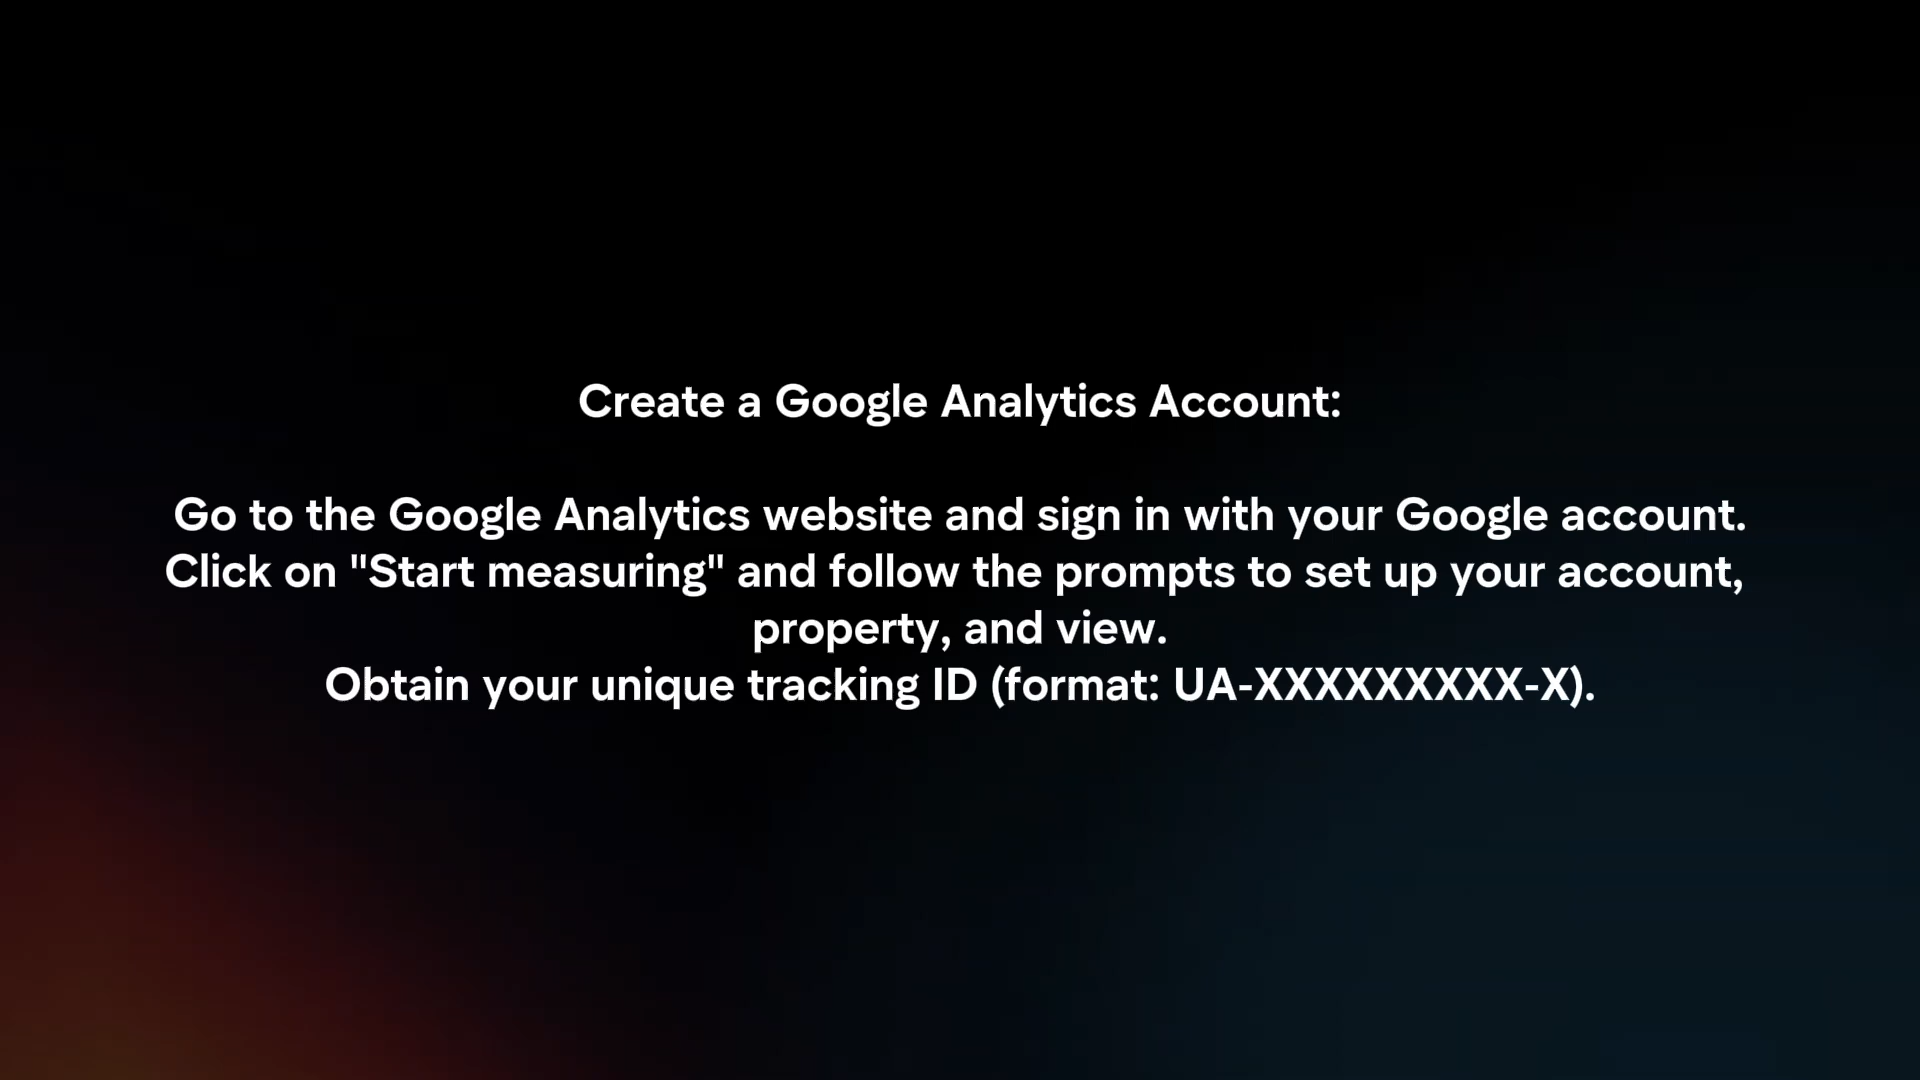 Create a Google Analytics Account:
Go to the Google Analytics website and sign in with your Google account.
Click on "Start measuring" and follow the prompts to set up your account,
property, and view.
Obtain your unique tracking ID (format: UA-XXXXXXXXX-X).